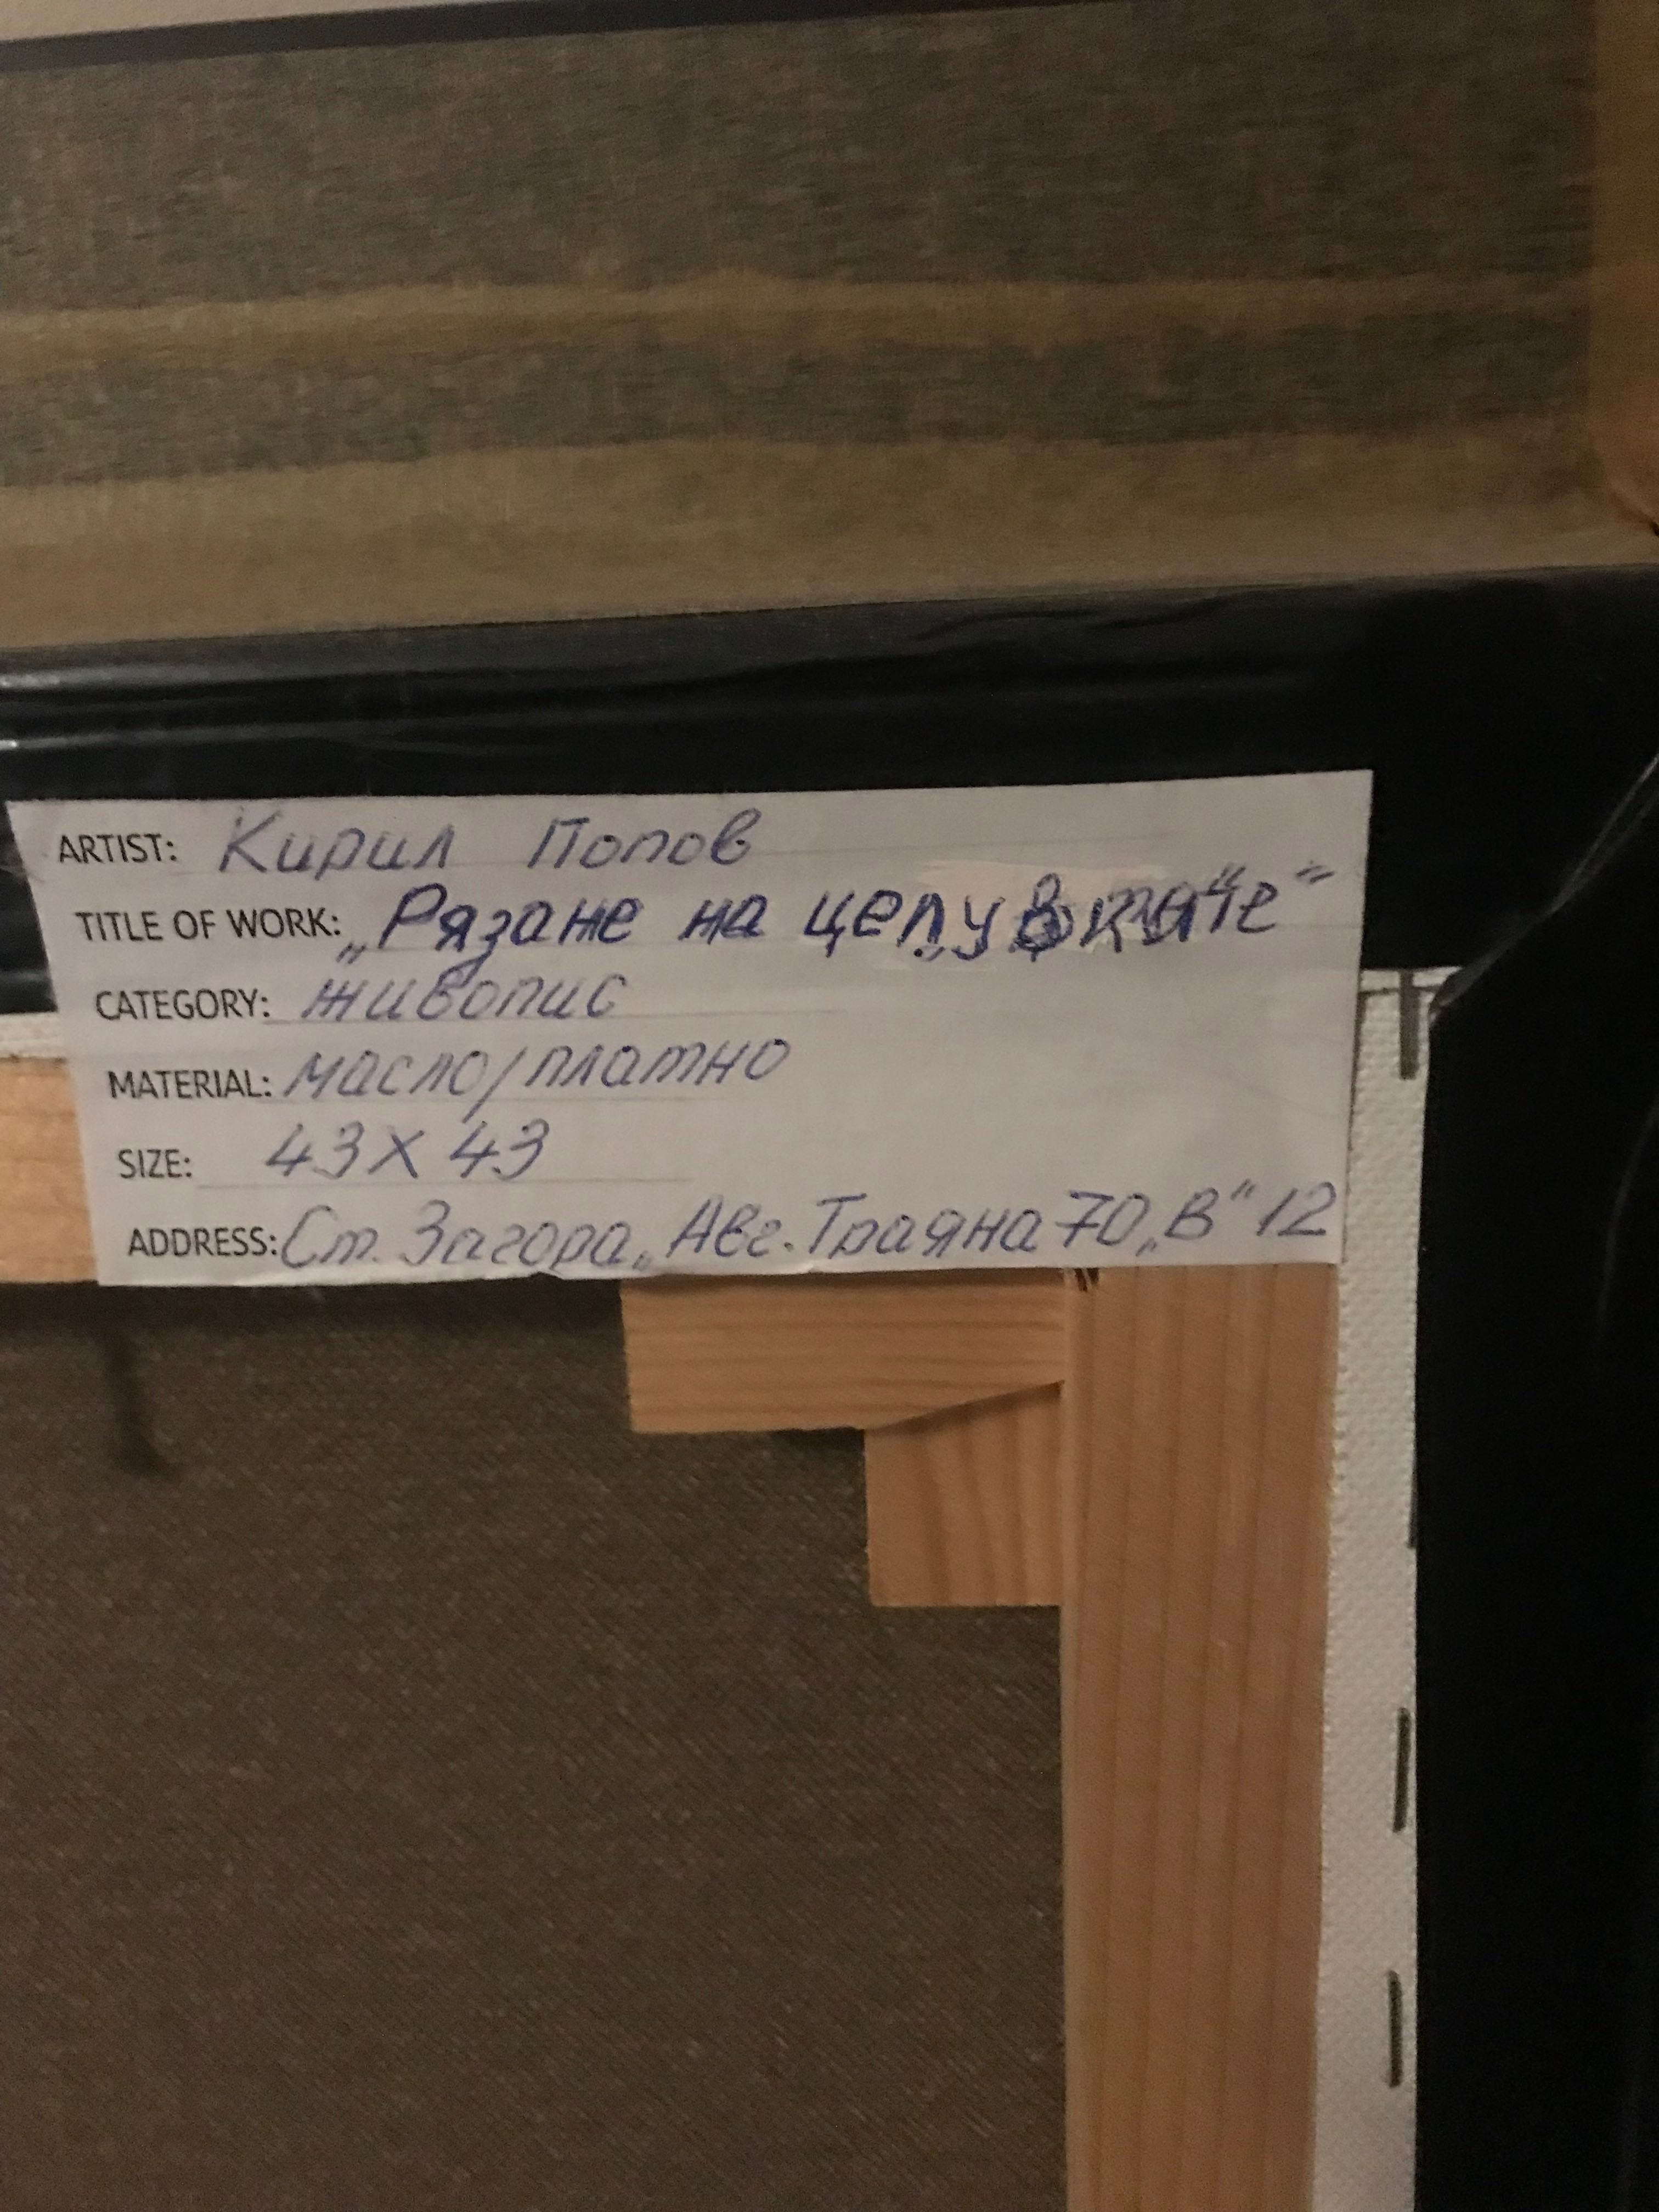 ARTIST: Кирил Попов
TITLE OF WORK: „Рязане на
CATEGORY: живопис
MATERIAL: масло/платно
SIZE: 43 X 43
ADDRESS: Ст. Загора, „Авг. Траяна 70 „В“ 12